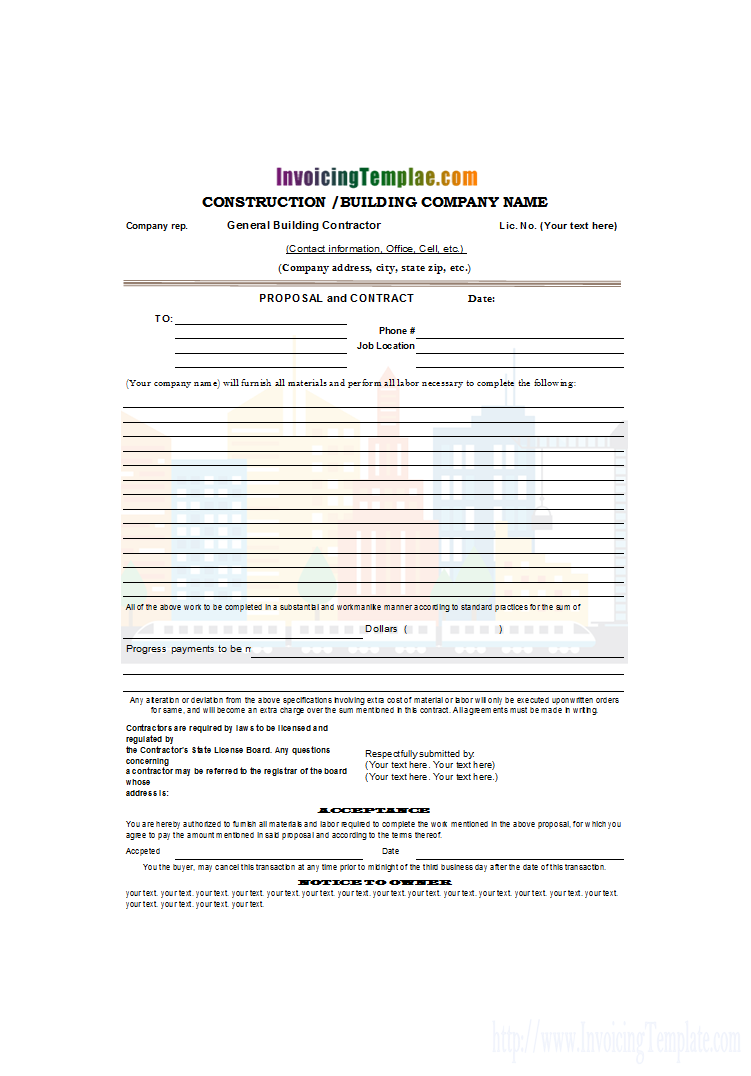 InvoicingTemplae.com
CONSTRUCTION / BUILDING COMPANY NAME
Company rep. General Building Contractor Lic. No. (Your text here)
(Contact information, Office, Cell, etc.)
(Company address, city, state zip, etc.)
PROPOSAL and CONTRACT Date:
TO:
Phone #
Job Location
(Your company name) will furnish all materials and perform all labor necessary to complete the following:
All of the above work to be completed in a substantial and workmanlike manner according to standard practices for the sum of
Dollars ( )
Progress payments to be m
Any alteration or deviation from the above specifications involving extra cost of material or labor will only be executed uponwritten orders
for same, and will become an extra charge over the sum mentioned in this contract. All agreements must be made in writing.
Contractors are required by laws to be licensed and
regulated by
the Contractor's State License Board. Any questions
concerning
a contractor may be referred to the registrar of the board
whose
address is:
Respectfully submitted by:
(Your text here. Your text here)
(Your text here. Your text here.)
ACCEPTANCE
You are hereby authorized to furnish all materials and labor required to complete the work mentioned in the above proposal, for which you
agree to pay the amount mentioned in said proposal and according to the terms thereof.
Accpeted Date
You the buyer, may cancel this transaction at any time prior to midnight of the third business day after the date of this transaction.
NOTICE TO OWNER
your text. your text. your text. your text. your text. your text. your text. your text. your text. your text. your text. your text. your text. your text.
your text. your text. your text. your text.
http://www.InvoicingTemplate.com